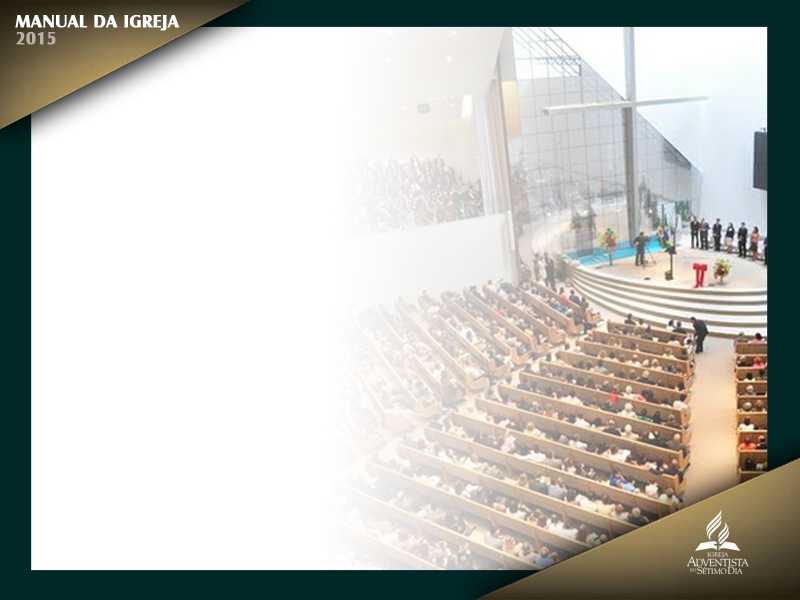 MANUAL DA IGREJA
2015
IGREJA
ADVENTISTA
DO SÉTIMO DIA